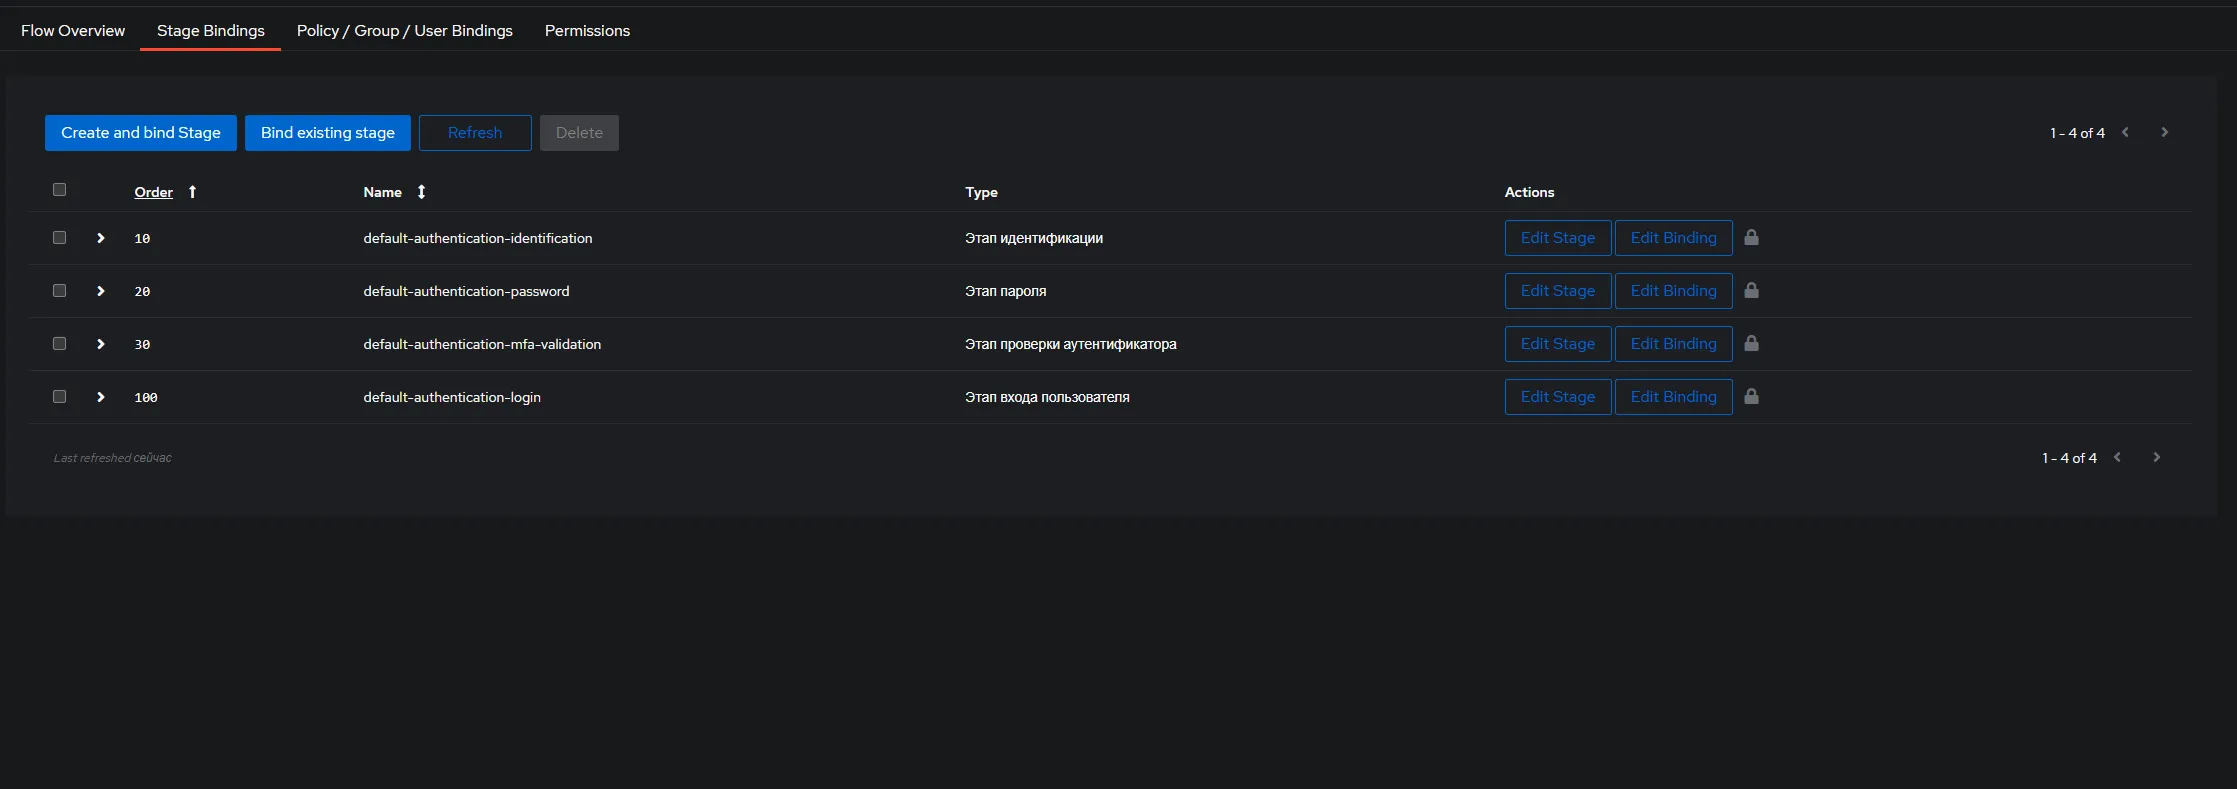 Flow Overview Stage Bindings Policy / Group / User Bindings Permissions
Create and bind Stage Bind existing stage Refresh Delete 1 - 4 of 4
Order Name Type Actions
10 default-authentication-identification Этап идентификации Edit Stage Edit Binding
20 default-authentication-password Этап пароля Edit Stage Edit Binding
30 default-authentication-mfa-validation Этап проверки аутентификатора Edit Stage Edit Binding
100 default-authentication-login Этап входа пользователя Edit Stage Edit Binding
Last refreshed сейчас 1 - 4 of 4